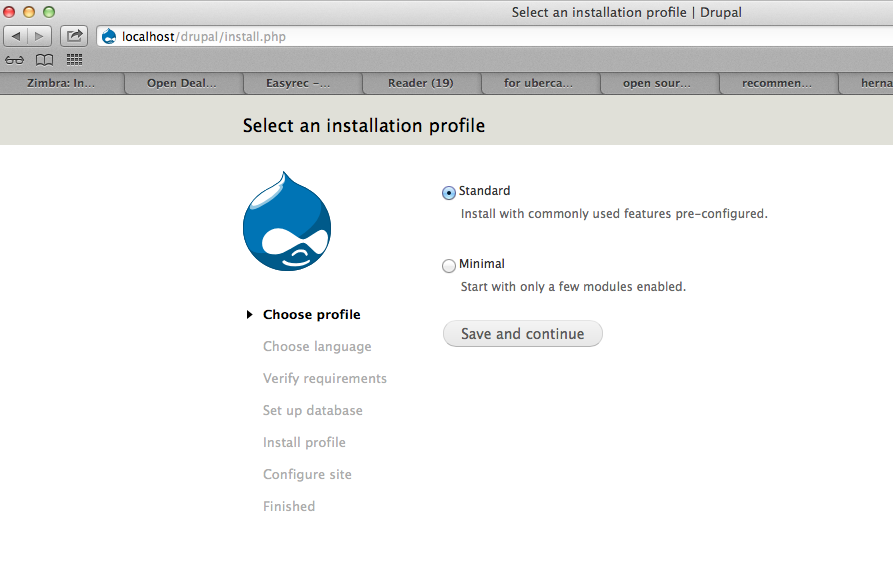 Select an installation profile | Drupal
localhost/drupal/install.php
Zimbra: In... Open Deal... Easyrec -... Reader (19) for uberca... open sour... recommen... herna
Select an installation profile
Standard
Install with commonly used features pre-configured.
Minimal
Start with only a few modules enabled.
Save and continue
Choose profile
Choose language
Verify requirements
Set up database
Install profile
Configure site
Finished